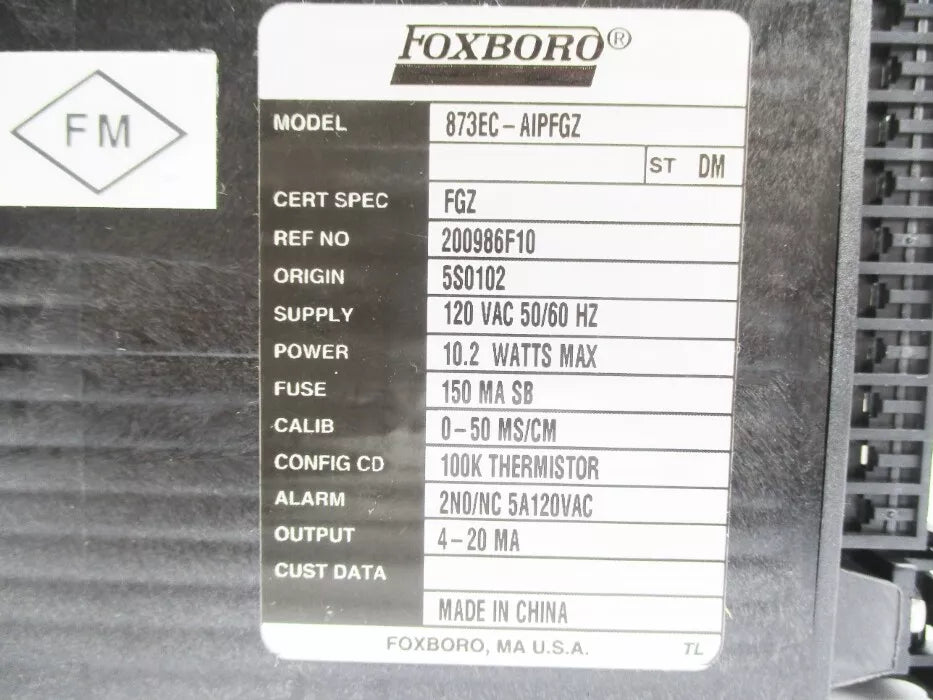 FOXBORO®
FM
MODEL 873EC-AIPFGZ
ST DM
CERT SPEC FGZ
REF NO 200986F10
ORIGIN 5S0102
SUPPLY 120 VAC 50/60 HZ
POWER 10.2 WATTS MAX
FUSE 150 MA SB
CALIB 0-50 MS/CM
CONFIG CD 100K THERMISTOR
ALARM 2NO/NC 5A120VAC
OUTPUT 4-20 MA
CUST DATA
MADE IN CHINA
FOXBORO, MA U.S.A. TL